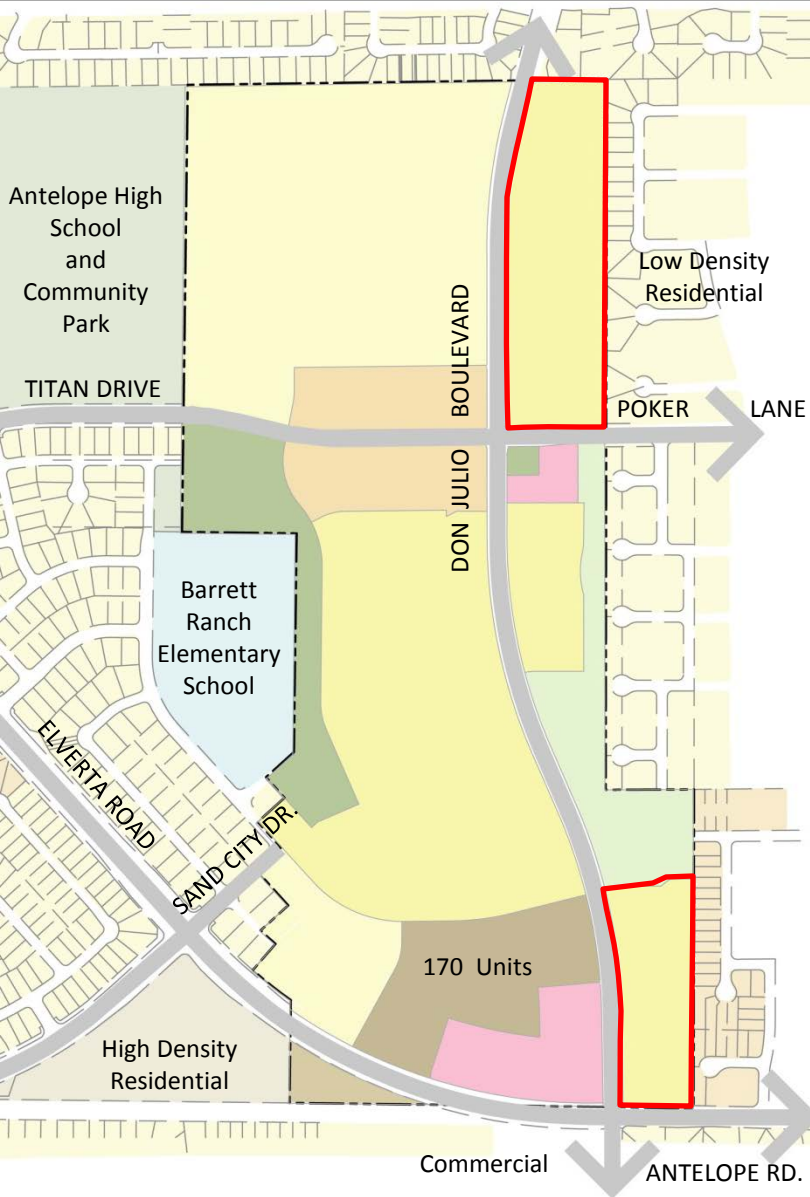 Antelope High
School
and
Community
Park
Low Density
Residential
DON JULIO BOULEVARD
TITAN DRIVE
POKER LANE
Barrett
Ranch
Elementary
School
ELVERTA ROAD
SAND CITY DR.
170 Units
High Density
Residential
Commercial
ANTELOPE RD.